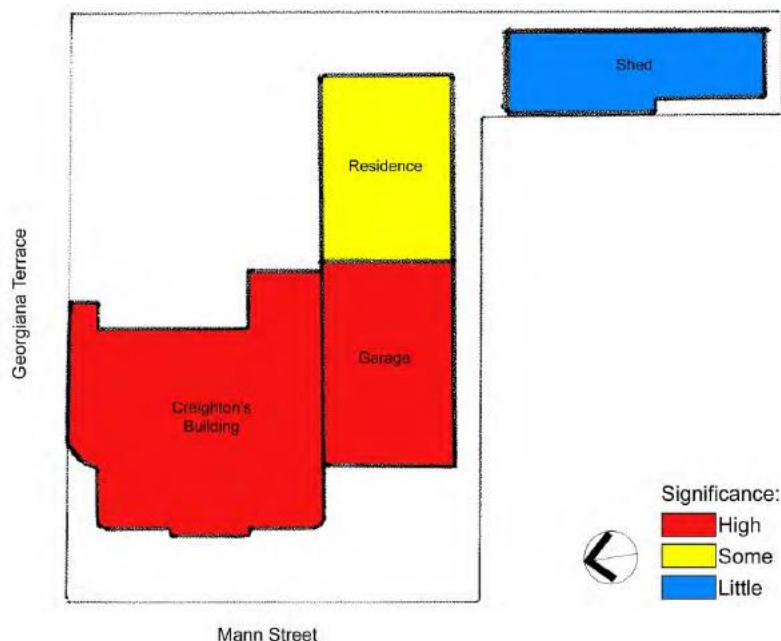 Shed
Residence
Georgiana Terrace
Garage
Creighton's
Building
Significance:
High
Some
Little
Mann Street